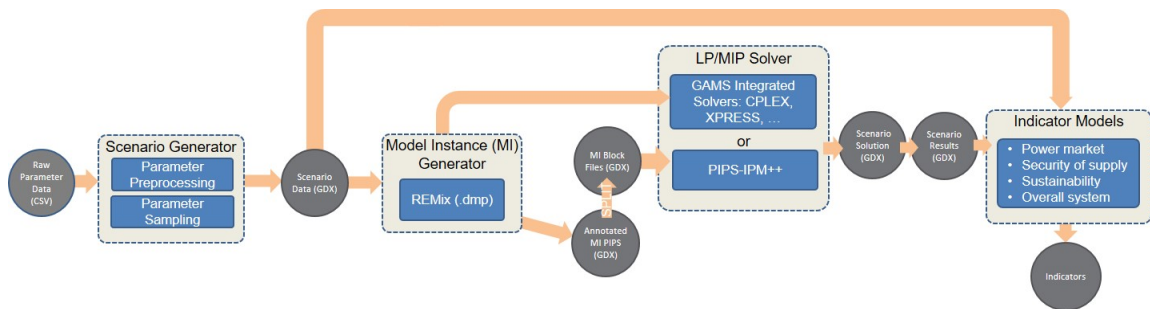 Raw
Parameter
Data
(CSV)
Scenario Generator
Parameter
Preprocessing
Parameter
Sampling
Scenario
Data (GDX)
Model Instance (MI)
Generator
REMix (.dmp)
Annotated
MI PIPS
(GDX)
SPLIT
MI Block
Files (GDX)
LP/MIP Solver
GAMS Integrated
Solvers: CPLEX,
XPRESS, ...
or
PIPS-IPM++
Scenario
Solution
(GDX)
Scenario
Results
(GDX)
Indicator Models
• Power market
• Security of supply
• Sustainability
• Overall system
Indicators